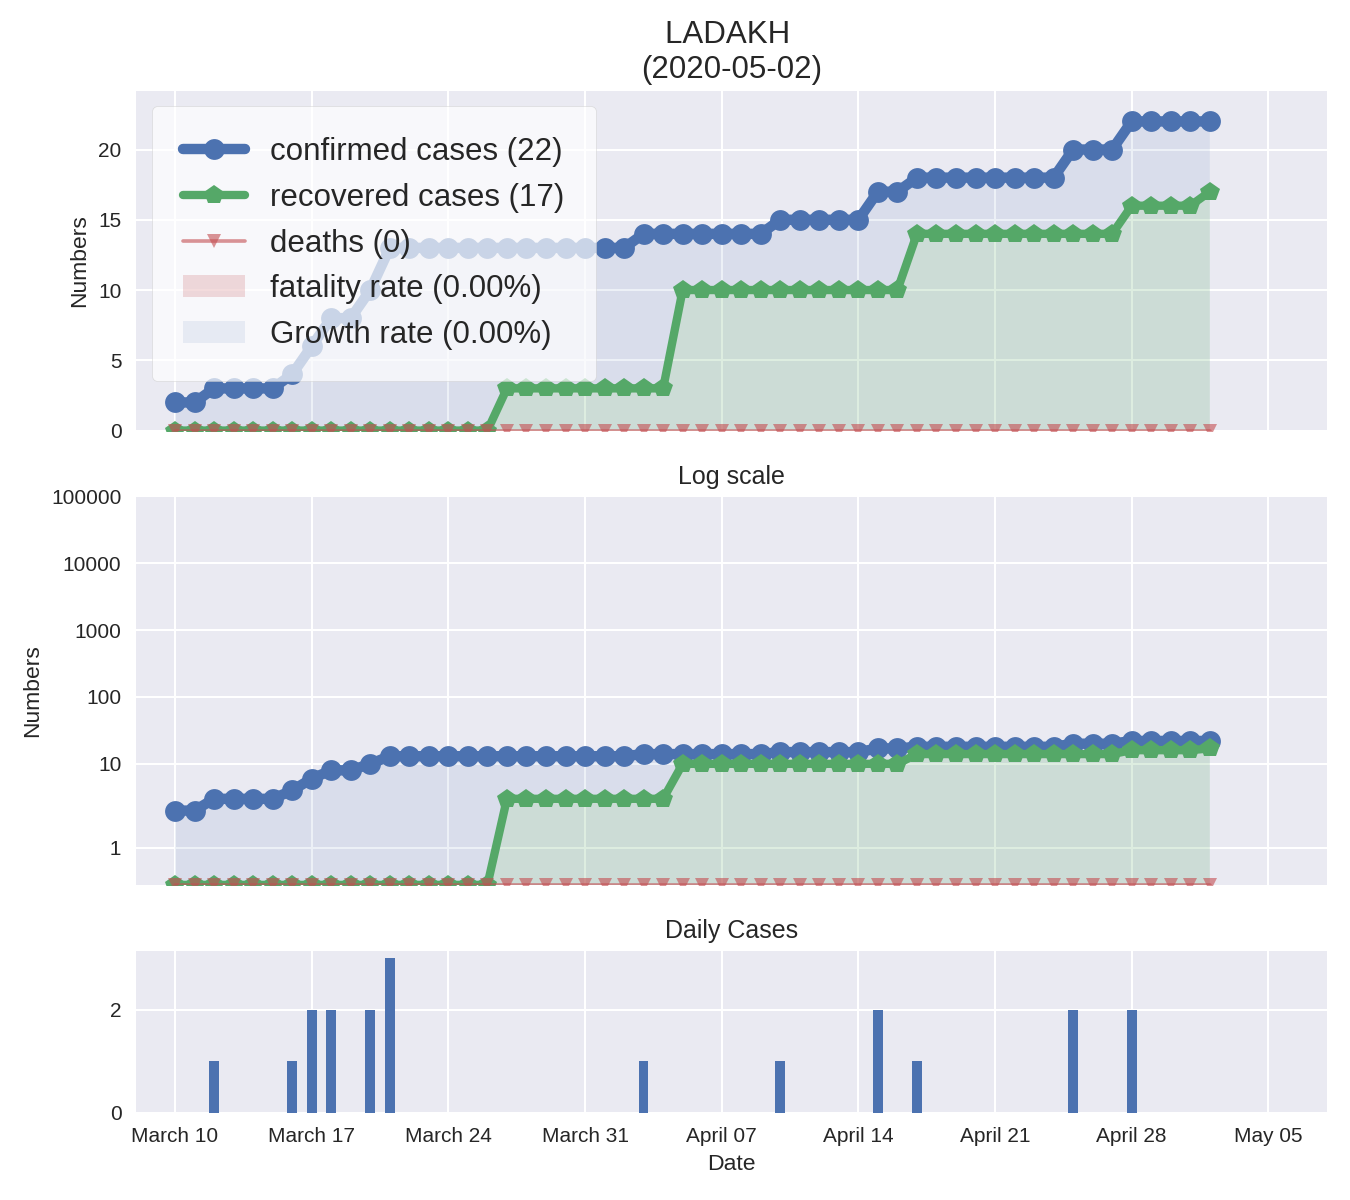 LADAKH
(2020-05-02)
confirmed cases (22)
recovered cases (17)
deaths (0)
fatality rate (0.00%)
Growth rate (0.00%)
Numbers
20
15
10
5
0
Log scale
Numbers
100000
10000
1000
100
10
1
Daily Cases
2
0
March 10 March 17 March 24 March 31 April 07 April 14 April 21 April 28 May 05
Date